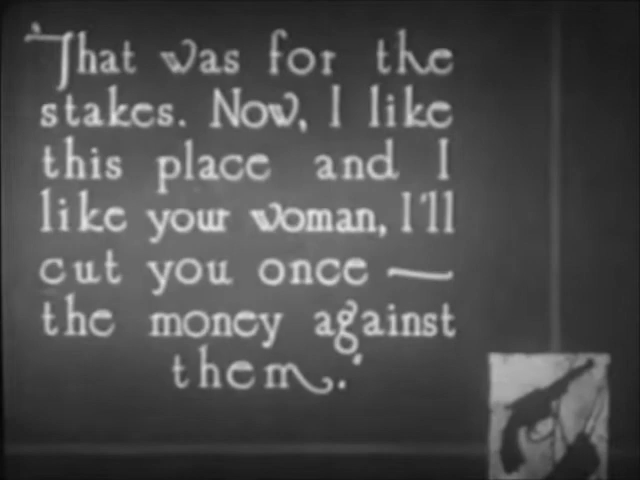 "That was for the
stakes. Now, I like
this place and I
like your woman, I'll
cut you once —
the money against
them."